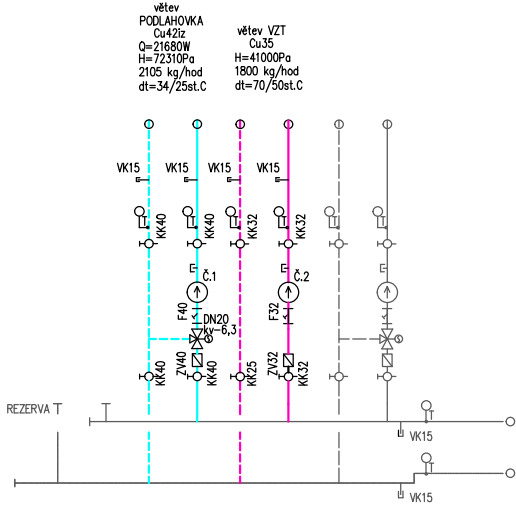 větev
PODLAHOVKA
Cu42iz
Q=21680W
H=72310Pa
2105 kg/hod
dt=34/25st.C
větev VZT
Cu35
H=41000Pa
1800 kg/hod
dt=70/50st.C
VK15
VK15
VK15
VK15
T
KK40
T
KK40
T
KK32
T
KK32
T
T
Č.1
Č.2
F40
F32
DN20
kv-6,3
ZV40
ZV32
KK40
KK40
KK25
KK32
REZERVA
T
VK15
T
VK15